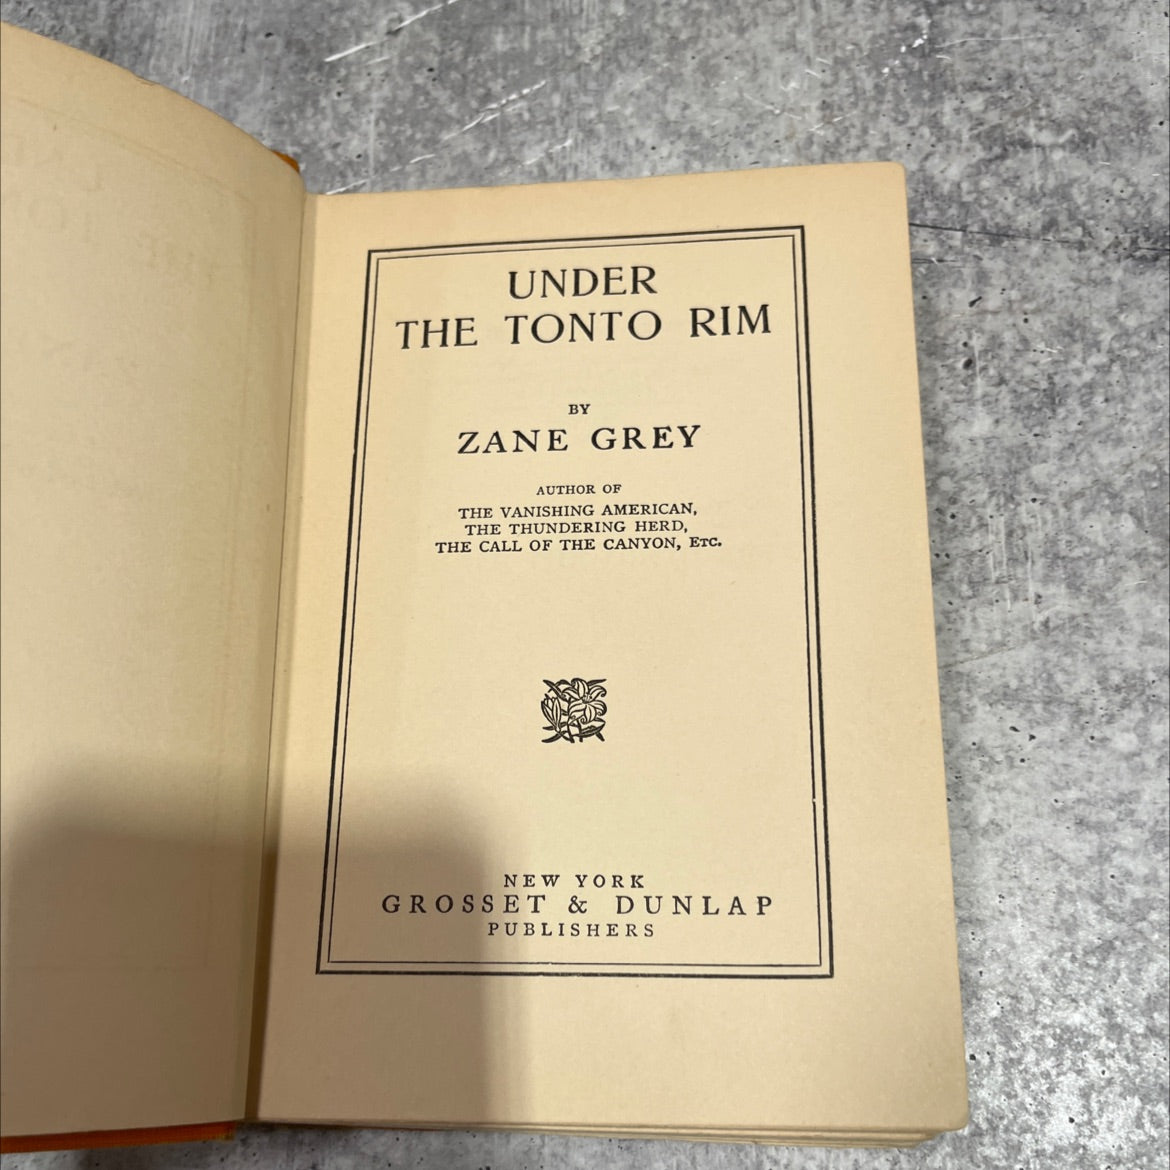 UNDER
THE TONTO RIM
BY
ZANE GREY
AUTHOR OF
THE VANISHING AMERICAN,
THE THUNDERING HERD,
THE CALL OF THE CANYON, Etc.
NEW YORK
GROSSET & DUNLAP
PUBLISHERS